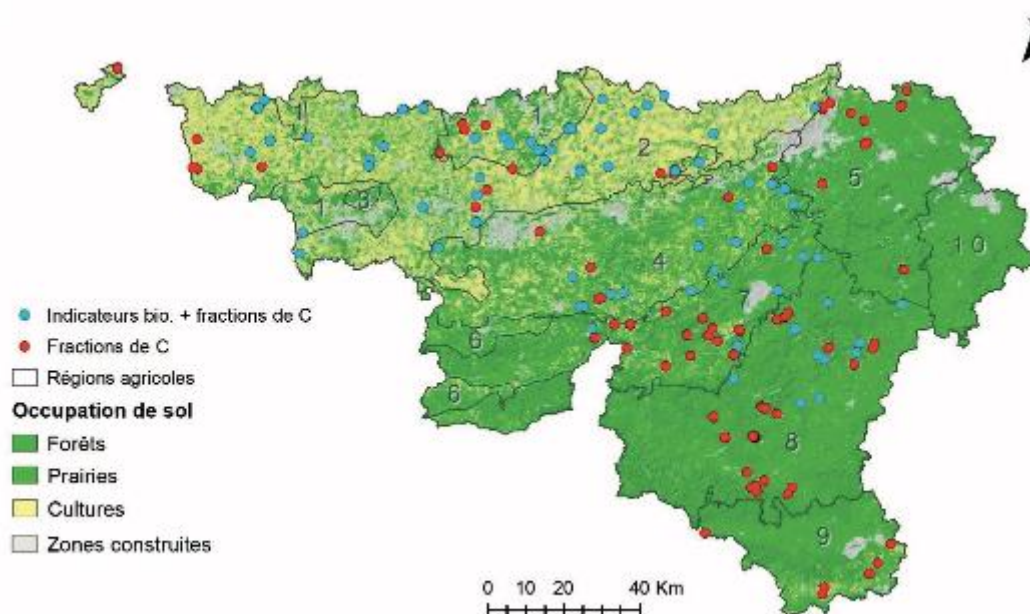 1
1
2
3
1
5
10
4
7
6
6
8
9
Indicateurs bio. + fractions de C
Fractions de C
Régions agricoles
Occupation de sol
Forêts
Prairies
Cultures
Zones construites
0 10 20 40 Km